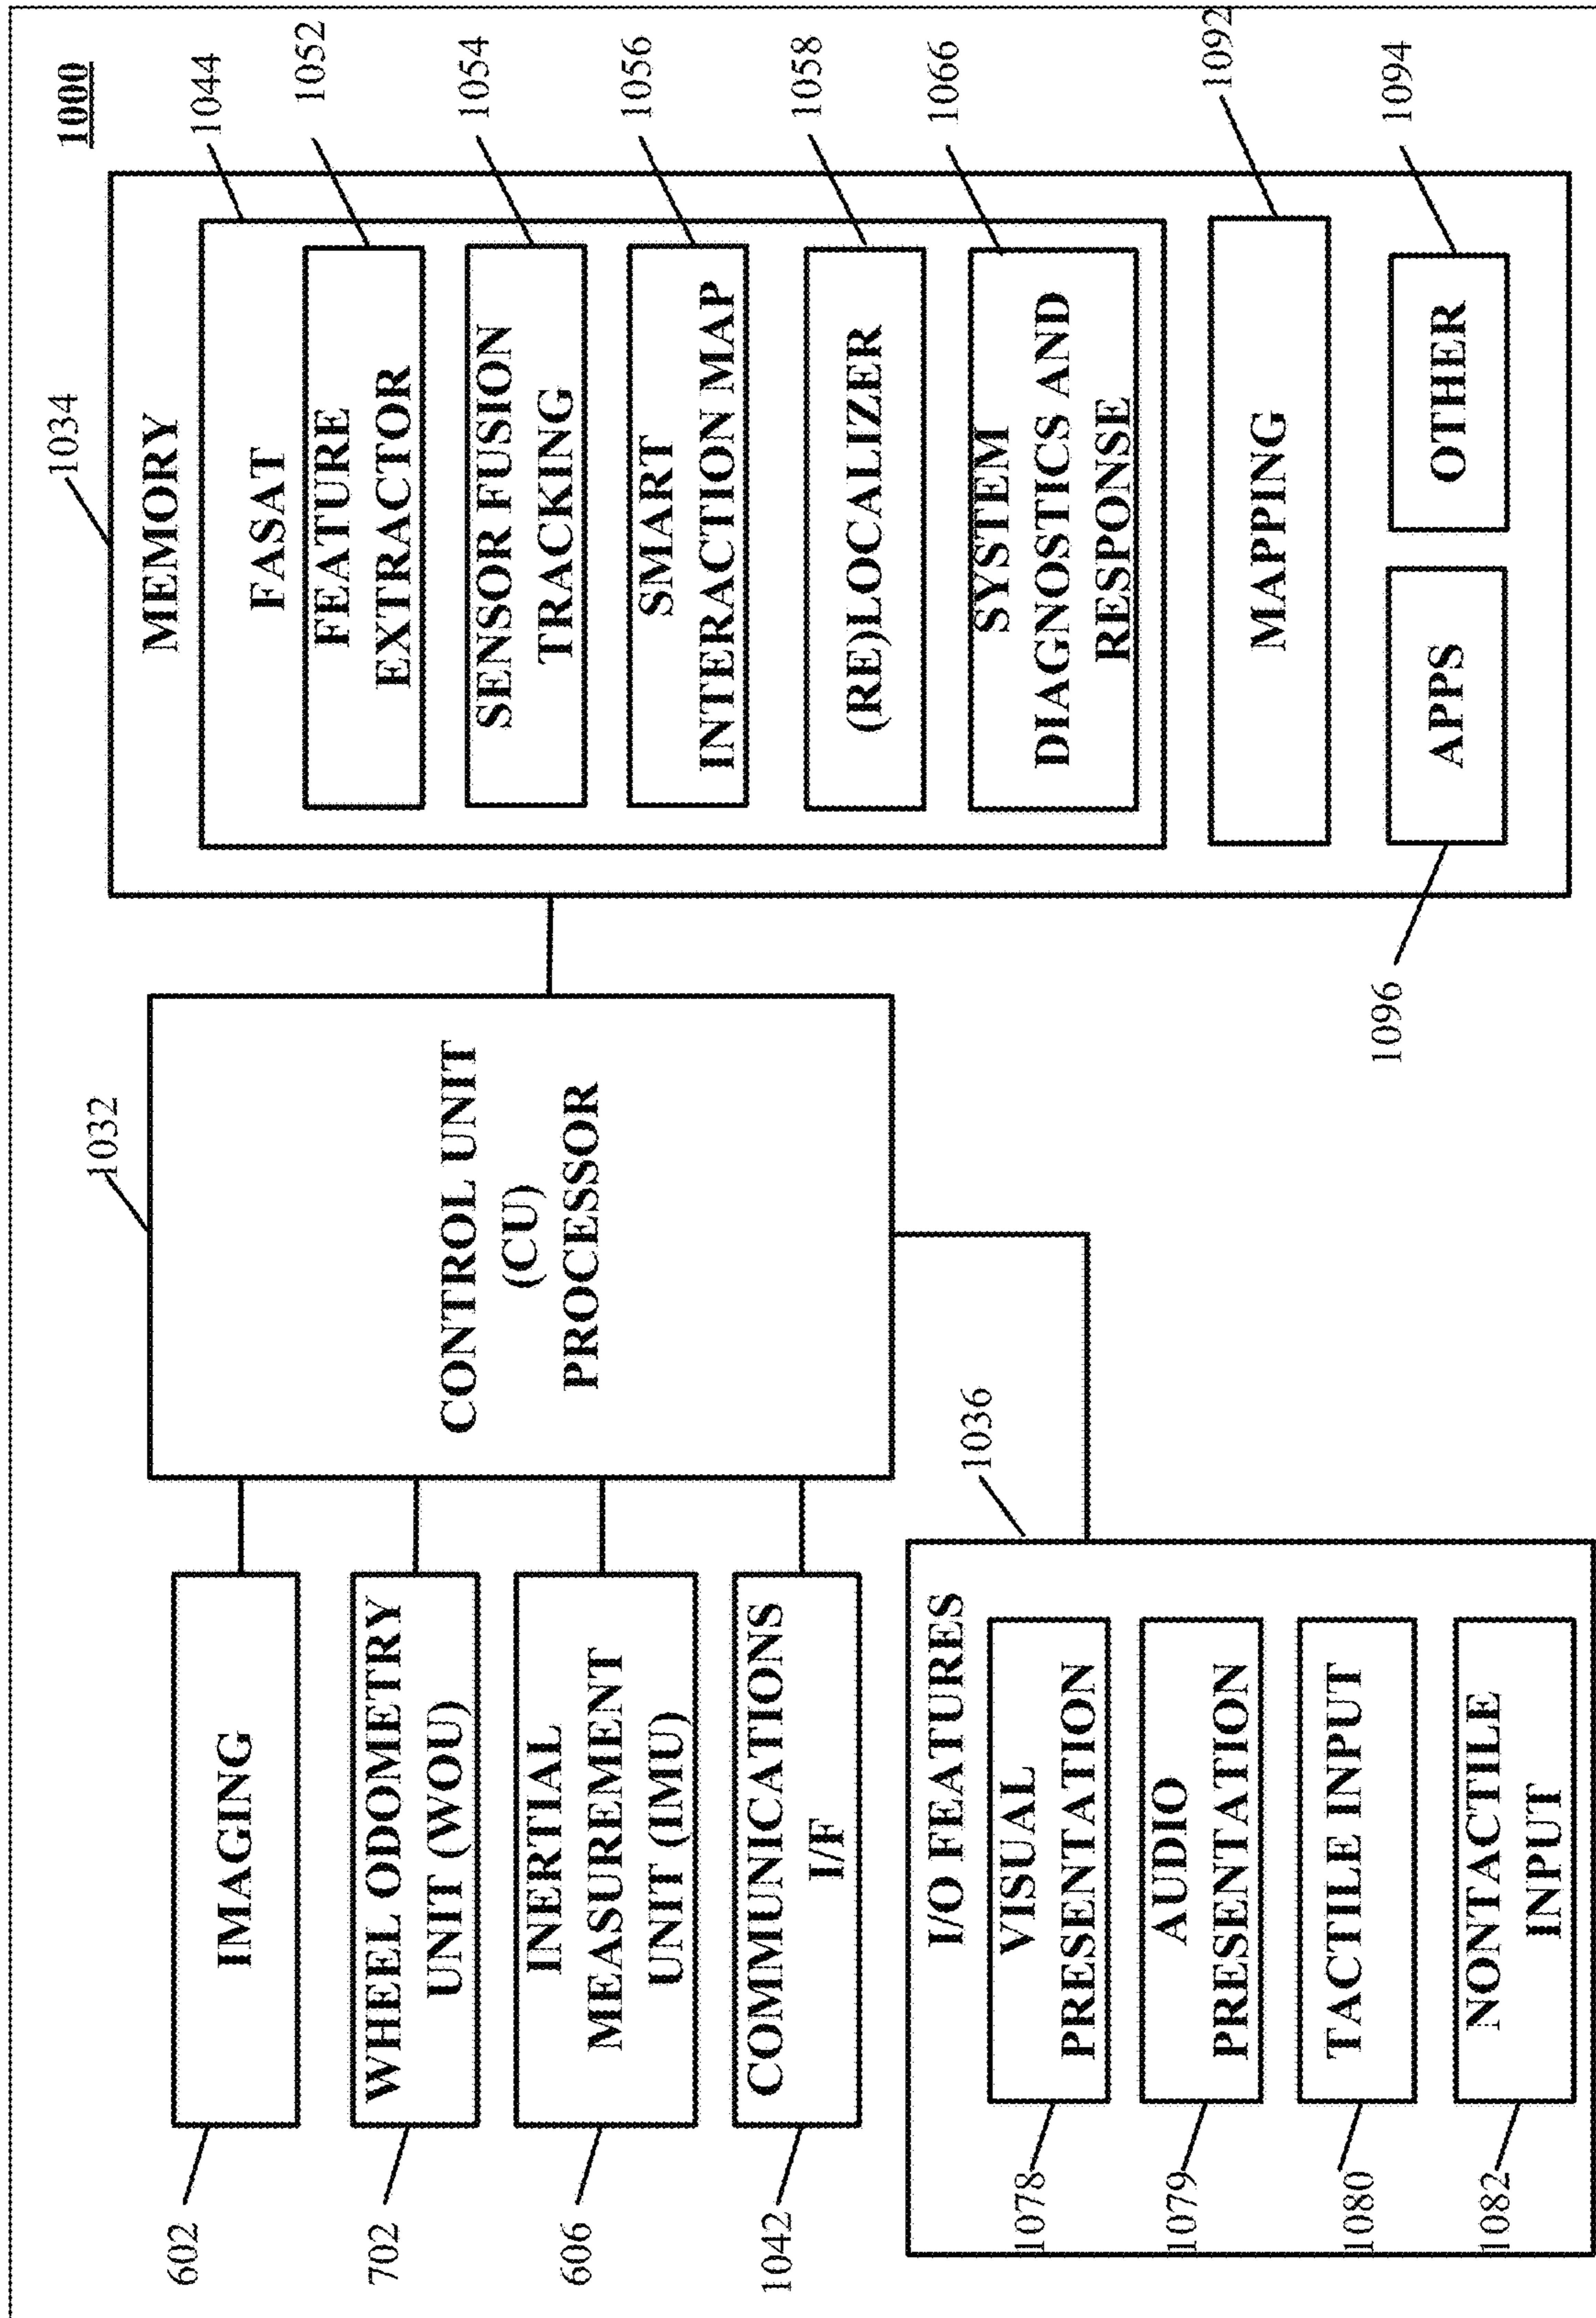 1000
1034
MEMORY
1044
FASAT
1052
FEATURE
EXTRACTOR
1054
SENSOR FUSION
TRACKING
1056
SMART
INTERACTION MAP
1058
(RE)LOCALIZER
1066
SYSTEM
DIAGNOSTICS AND
RESPONSE
1092
MAPPING
1096
APPS
1094
OTHER
1032
CONTROL UNIT
(CU)
PROCESSOR
602
IMAGING
702
WHEEL ODOMETRY
UNIT (WOU)
606
INERTIAL
MEASUREMENT
UNIT (IMU)
1042
COMMUNICATIONS
I/F
1036
I/O FEATURES
1078
VISUAL
PRESENTATION
1079
AUDIO
PRESENTATION
1080
TACTILE INPUT
1082
NONTACTILE
INPUT